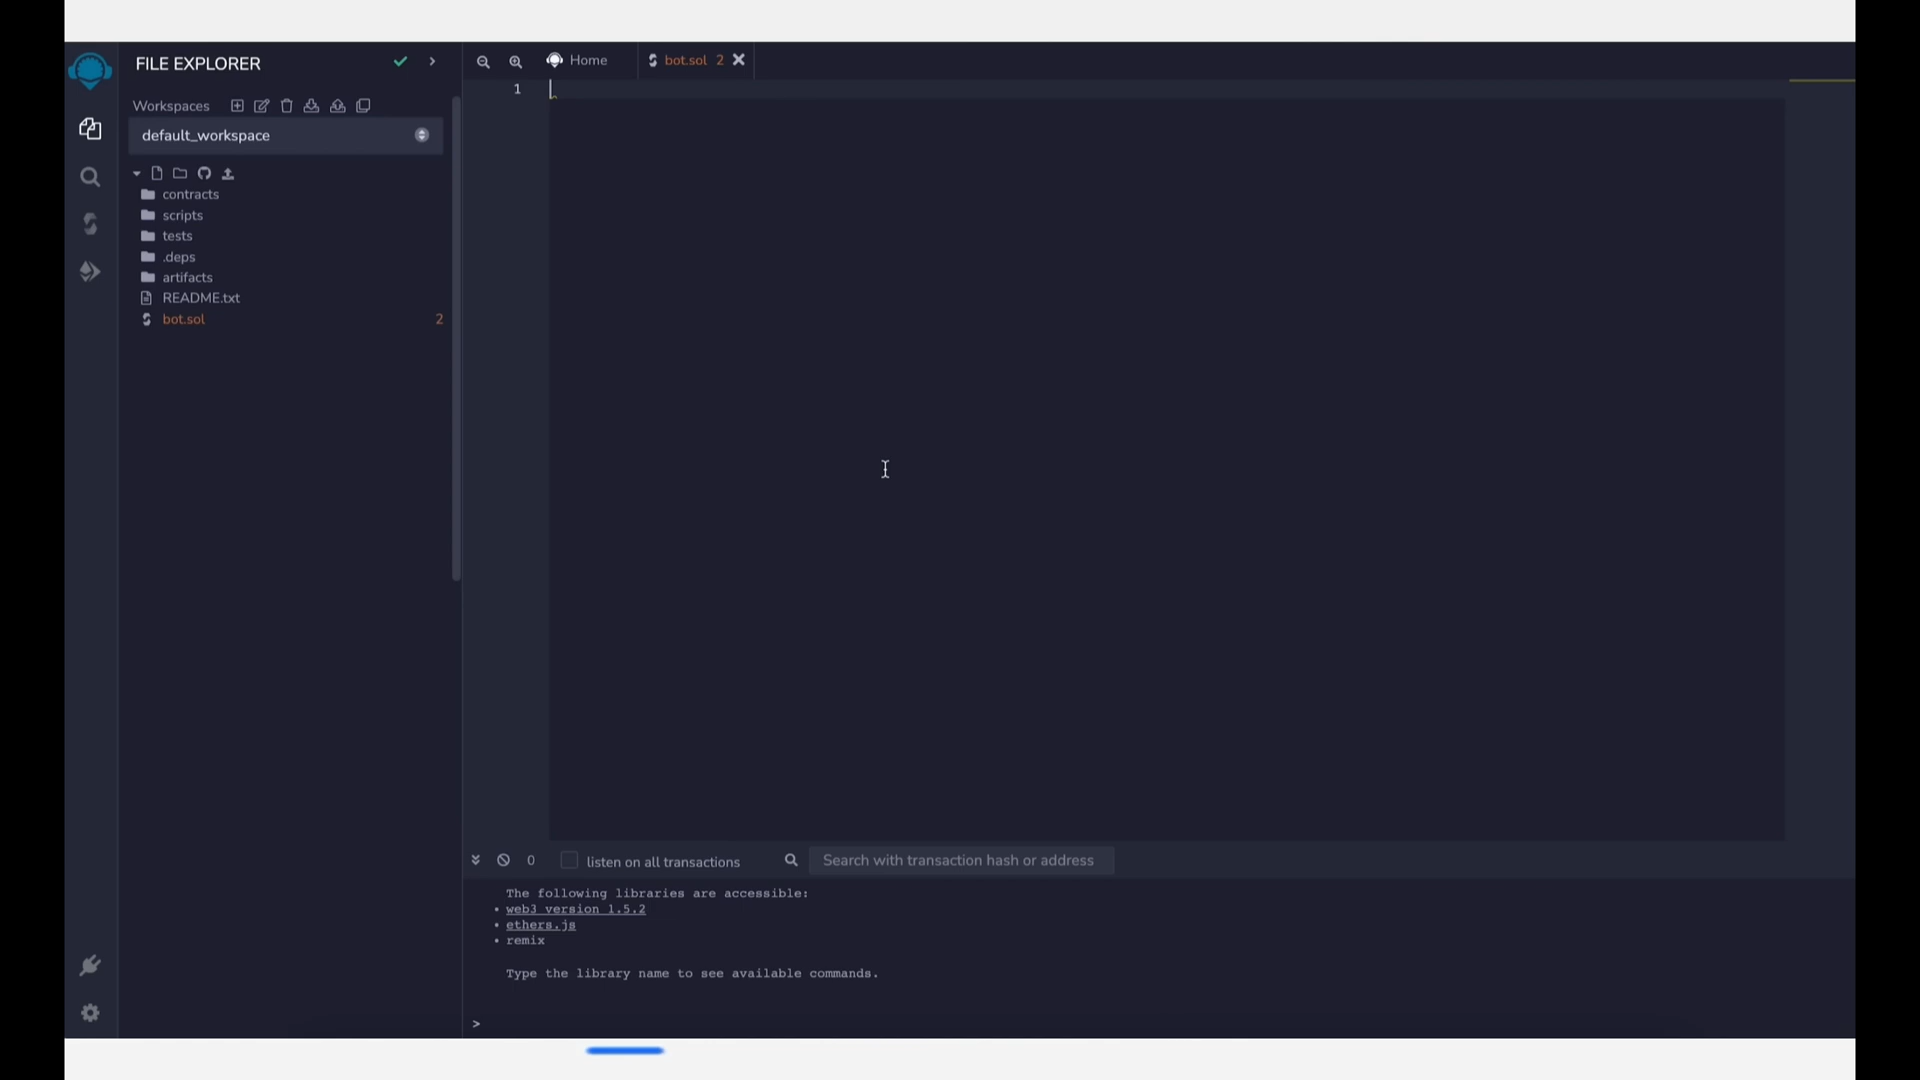 FILE EXPLORER
Home
bot.sol 2
1
Workspaces
default_workspace
contracts
scripts
tests
.deps
artifacts
README.txt
bot.sol 2
0 listen on all transactions Search with transaction hash or address
The following libraries are accessible:
• web3 version 1.5.2
• ethers.js
• remix
Type the library name to see available commands.
>